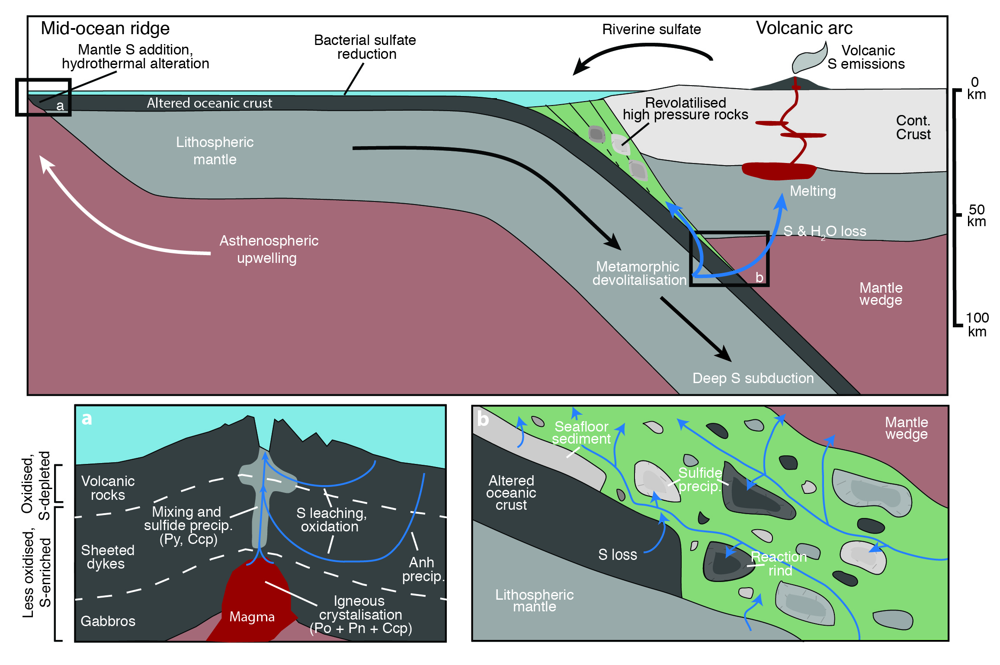 Mid-ocean ridge
Mantle S addition,
hydrothermal alteration
Bacterial sulfate
reduction
Riverine sulfate
Volcanic arc
Volcanic
S emissions
0
km
a
Altered oceanic crust
Revolatilised
high pressure rocks
Cont.
Crust
Lithospheric
mantle
Melting
50
km
S & H₂O loss
Asthenospheric
upwelling
Metamorphic
devolitalisation
b
Mantle
wedge
100
km
Deep S subduction
a
Oxidised,
S-depleted
Less oxidised,
S-enriched
Volcanic
rocks
Mixing and
sulfide precip.
(Py, Ccp)
S leaching,
oxidation
Sheeted
dykes
Anh
precip.
Igneous
crystalisation
(Po + Pn + Ccp)
Magma
Gabbros
b
Seafloor
sediment
Mantle
wedge
Sulfide
precip.
Altered
oceanic
crust
S loss
Reaction
rind
Lithospheric
mantle